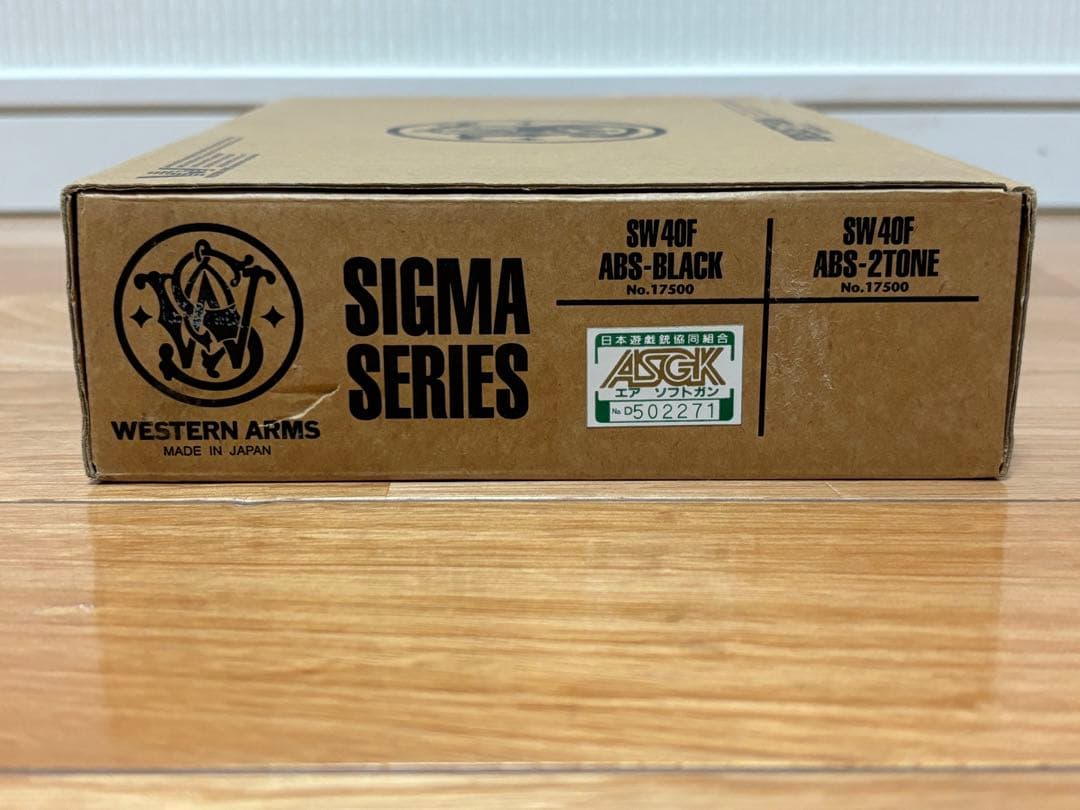 SIGMA
SERIES
WESTERN ARMS
MADE IN JAPAN
SW40F
ABS-BLACK
No.17500
SW40F
ABS-2TONE
No.17500
日本遊戯銃協同組合
ASGK
エア ソフトガン
No. D502271